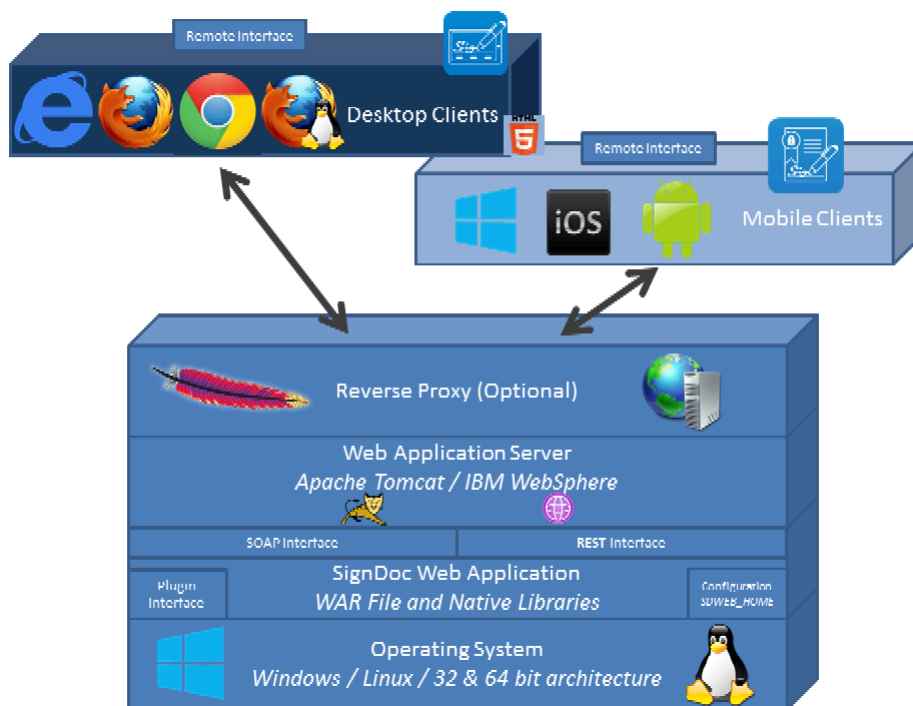 Remote Interface
Desktop Clients
HTML
5
Remote Interface
iOS
Mobile Clients
Reverse Proxy (Optional)
Web Application Server
Apache Tomcat / IBM WebSphere
SOAP Interface
REST Interface
SignDoc Web Application
WAR File and Native Libraries
Plugin
Interface
Configuration
SDWEB_HOME
Operating System
Windows / Linux / 32 & 64 bit architecture